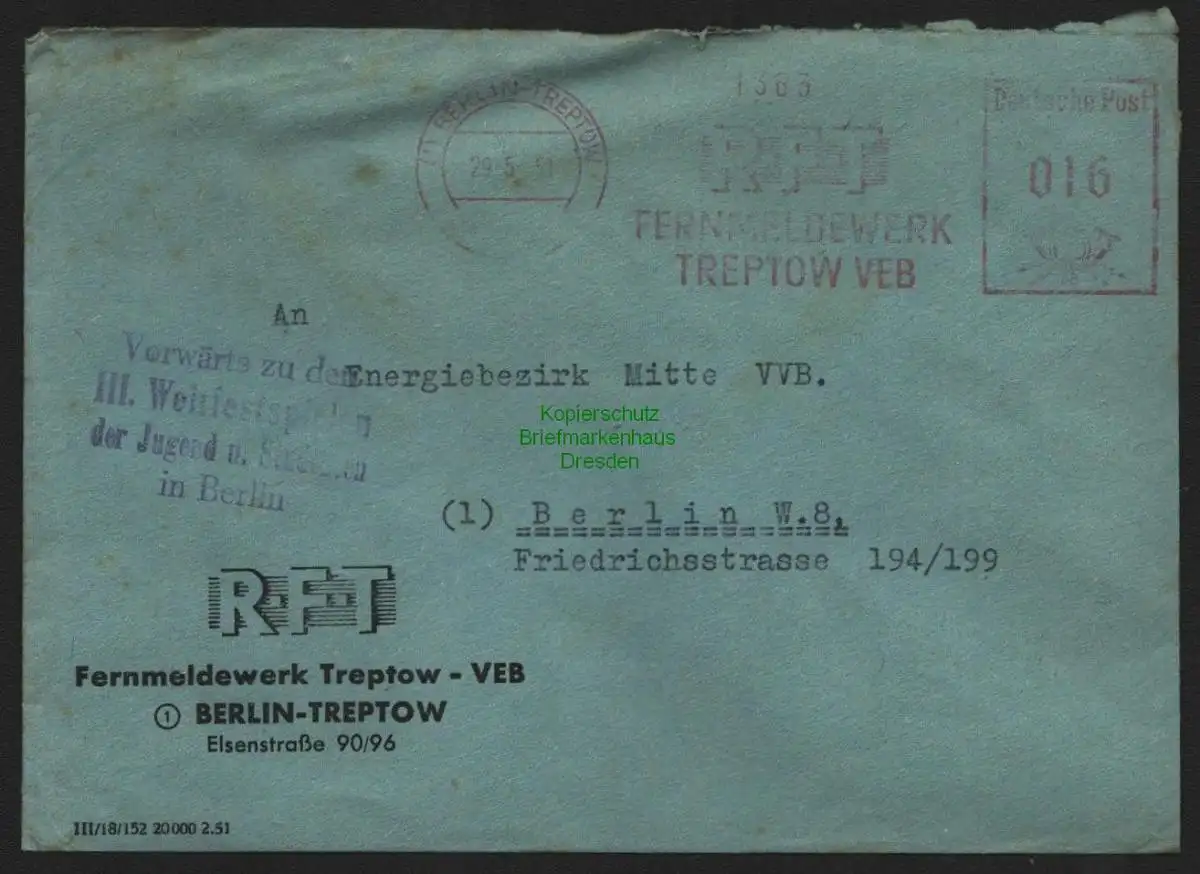 BERLIN-TREPTOW
29.5.51
1363
Deutsche Post
R-F-T
016
FERNMELDEWERK
TREPTOW VEB
An
Vorwärts zu den
Energiebezirk Mitte VVB.
III. Weltfestspielen
der Jugend u. Studenten
in Berlin
Kopierschutz
Briefmarkenhaus
Dresden
(1) Berlin W.8,
Friedrichsstrasse 194/199
R-F-T
Fernmeldewerk Treptow - VEB
① BERLIN-TREPTOW
Elsenstraße 90/96
III/18/152 20000 2.51